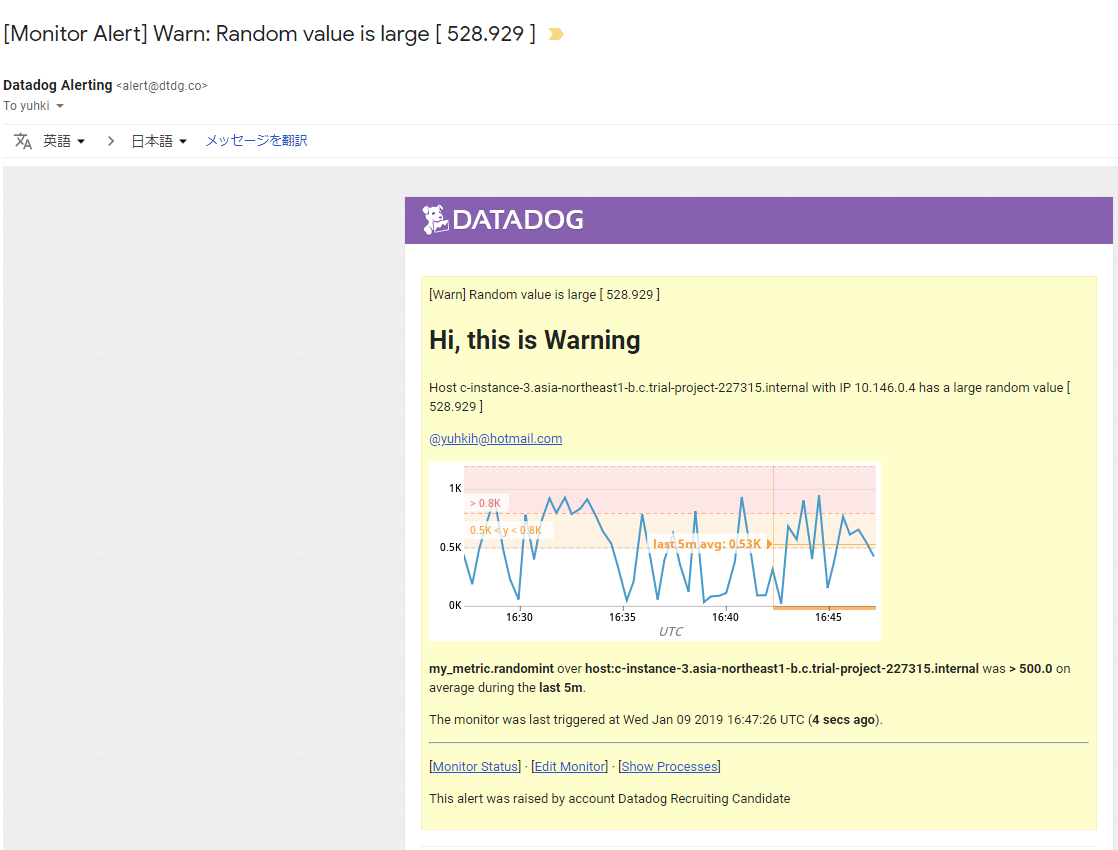 [Monitor Alert] Warn: Random value is large [ 528.929 ]
Datadog Alerting <alert@dtdg.co>
To yuhki
英語 日本語 メッセージを翻訳
DATADOG
[Warn] Random value is large [ 528.929 ]
Hi, this is Warning
Host c-instance-3.asia-northeast1-b.c.trial-project-227315.internal with IP 10.146.0.4 has a large random value [
528.929 ]
@yuhkih@hotmail.com
1K
> 0.8K
0.5K < y < 0.8K
0.5K
last 5m avg: 0.53K
0K
16:30 16:35 16:40 16:45
UTC
my_metric.randomint over host:c-instance-3.asia-northeast1-b.c.trial-project-227315.internal was > 500.0 on
average during the last 5m.
The monitor was last triggered at Wed Jan 09 2019 16:47:26 UTC (4 secs ago).
[Monitor Status] · [Edit Monitor] · [Show Processes]
This alert was raised by account Datadog Recruiting Candidate